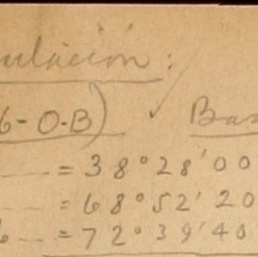 ulación:
6-O.B) Bas
= 38°28'00
= 68°52'20
= 72°39'40